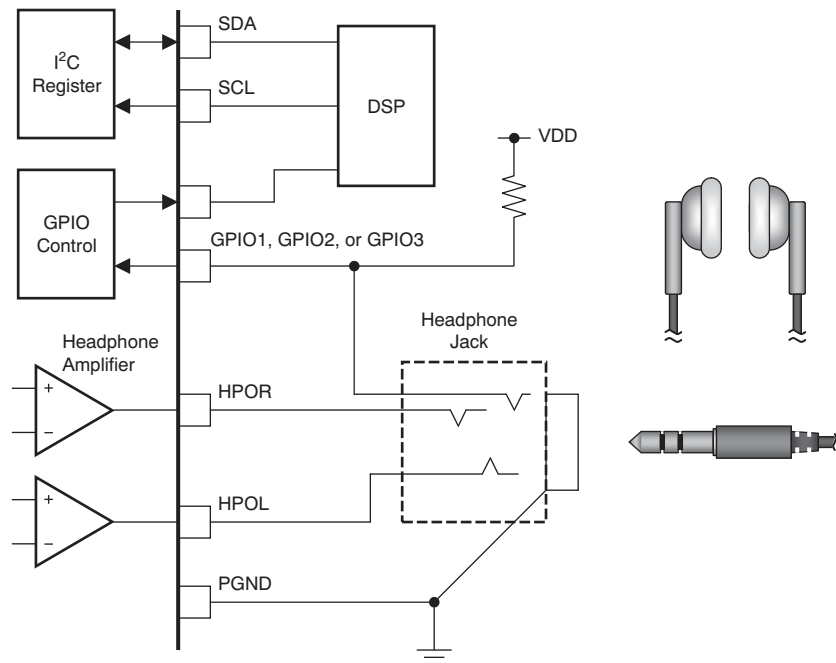 SDA
I²C
Register
SCL
DSP
VDD
GPIO
Control
GPIO1, GPIO2, or GPIO3
Headphone
Jack
Headphone
Amplifier
+
−
HPOR
+
−
HPOL
PGND